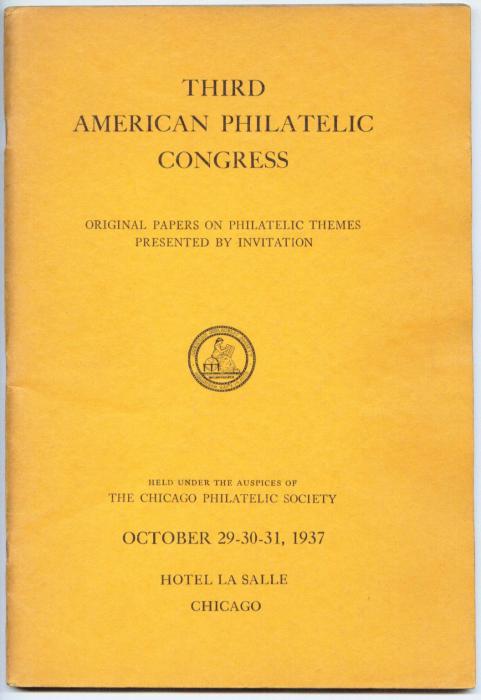 THIRD
AMERICAN PHILATELIC
CONGRESS
ORIGINAL PAPERS ON PHILATELIC THEMES
PRESENTED BY INVITATION
HELD UNDER THE AUSPICES OF
THE CHICAGO PHILATELIC SOCIETY
OCTOBER 29-30-31, 1937
HOTEL LA SALLE
CHICAGO